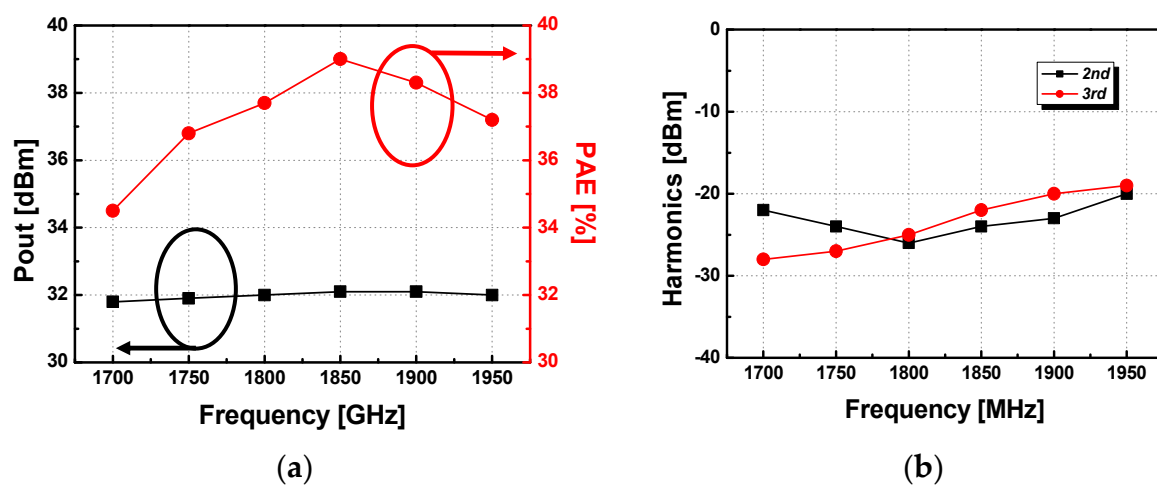 40
38
36
34
32
30
Pout [dBm]
40
38
36
34
32
30
PAE [%]
1700 1750 1800 1850 1900 1950
Frequency [GHz]
(a)
0
-10
-20
-30
-40
Harmonics [dBm]
2nd
3rd
1700 1750 1800 1850 1900 1950
Frequency [MHz]
(b)